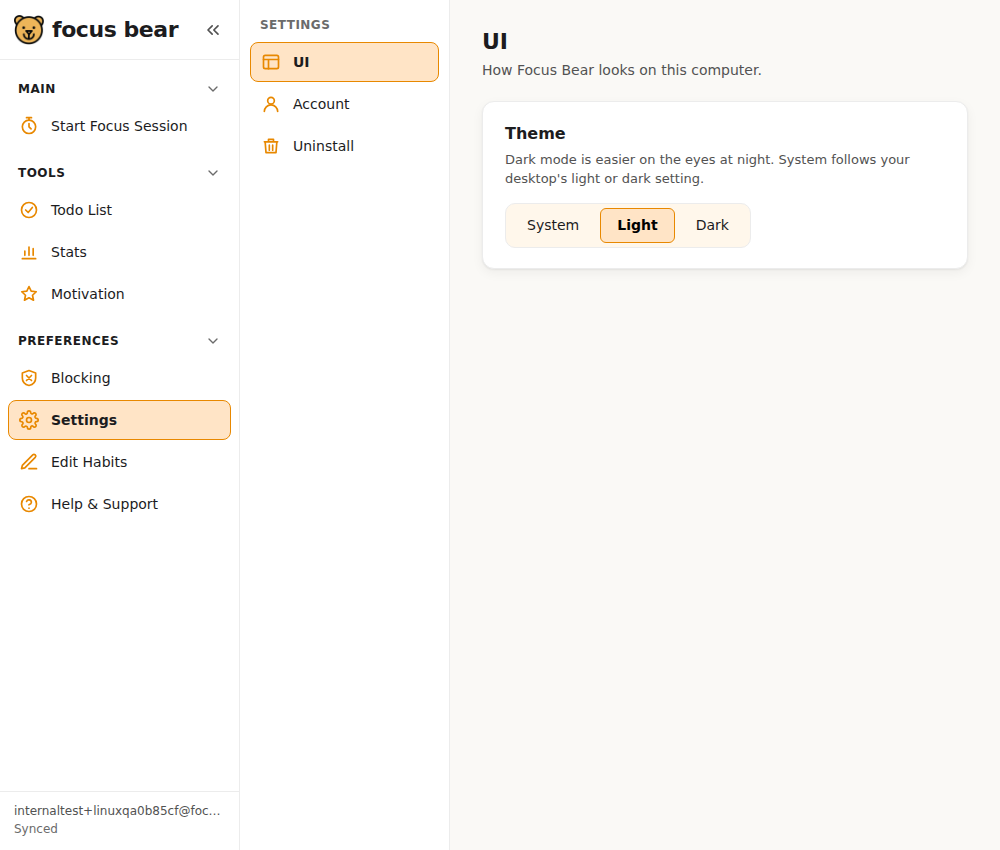 focus bear
MAIN
Start Focus Session
TOOLS
Todo List
Stats
Motivation
PREFERENCES
Blocking
Settings
Edit Habits
Help & Support
internaltest+linuxqa0b85cf@foc...
Synced
SETTINGS
UI
Account
Uninstall
UI
How Focus Bear looks on this computer.
Theme
Dark mode is easier on the eyes at night. System follows your
desktop's light or dark setting.
System Light Dark